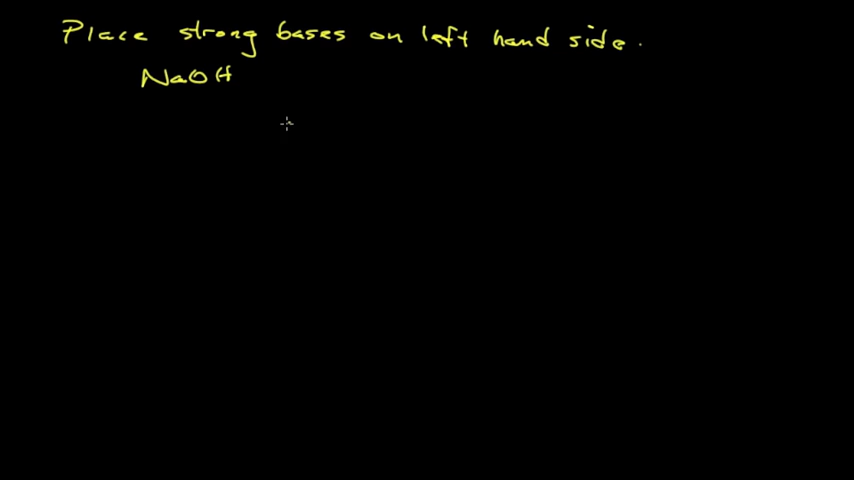 Place strong bases on left hand side.
NaOH